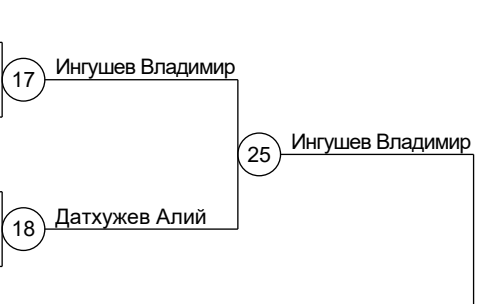 17 Ингушев Владимир
25 Ингушев Владимир
18 Датхужев Алий